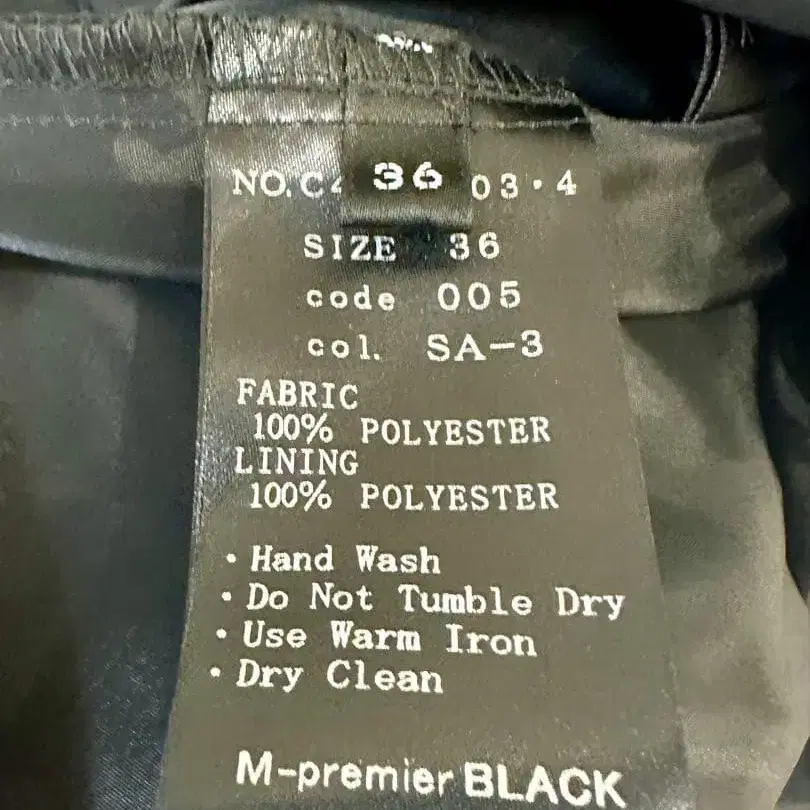 36
NO. 03・4
SIZE 36
code 005
col. SA-3
FABRIC
100% POLYESTER
LINING
100% POLYESTER
・Hand Wash
・Do Not Tumble Dry
・Use Warm Iron
・Dry Clean
M-premier BLACK